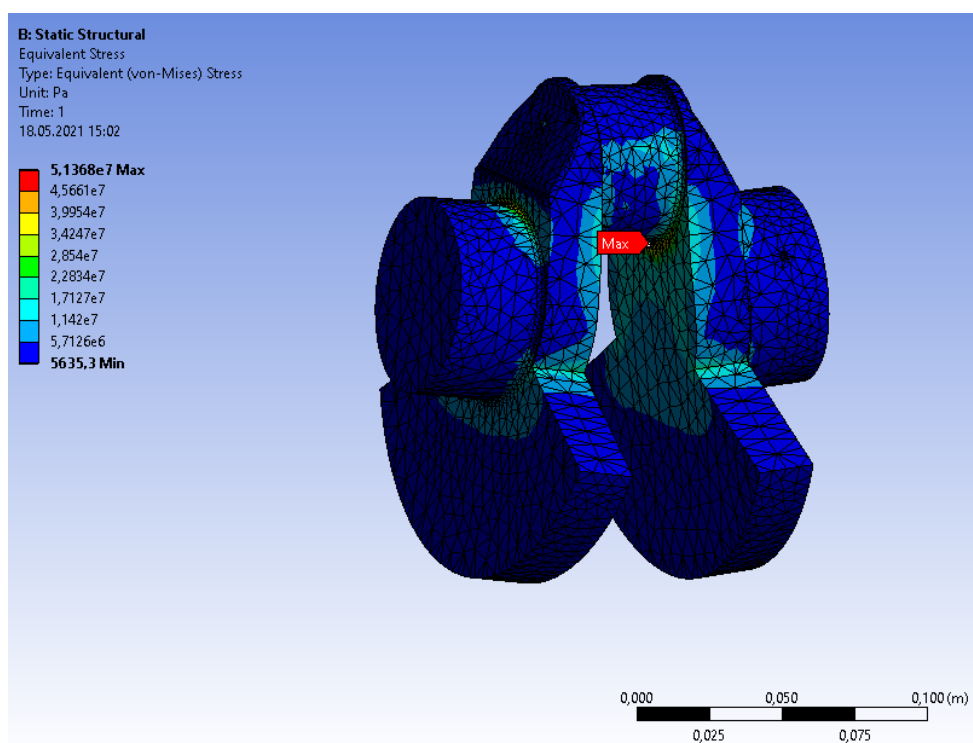 B: Static Structural
Equivalent Stress
Type: Equivalent (von-Mises) Stress
Unit: Pa
Time: 1
18.05.2021 15:02
5,1368e7 Max
4,5661e7
3,9954e7
3,4247e7
2,854e7
2,2834e7
1,7127e7
1,142e7
5,7126e6
5635,3 Min
Max
0,000 0,050 0,100 (m)
0,025 0,075